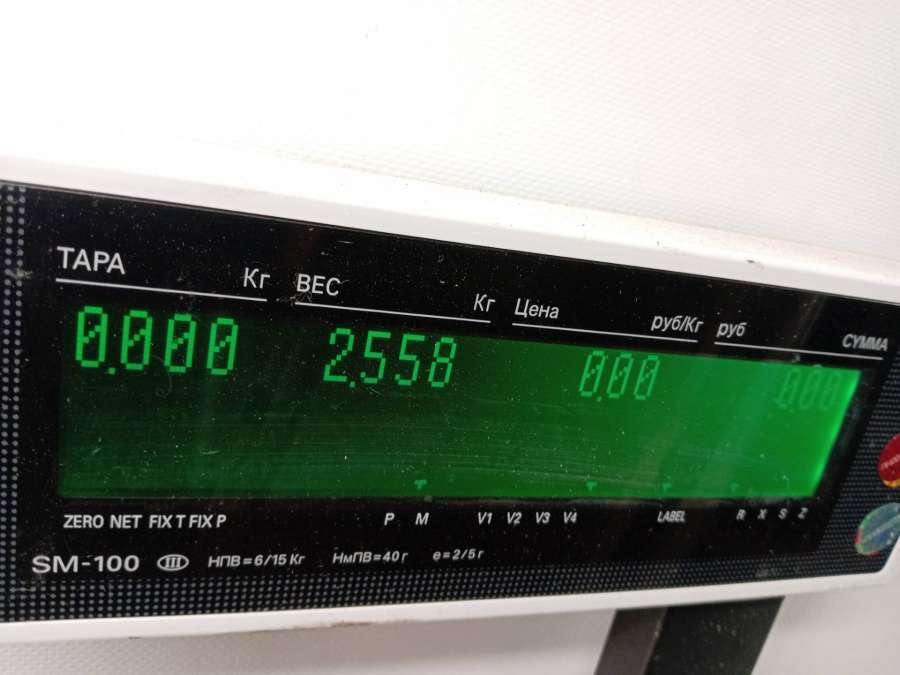 ТАРА Кг ВЕС Кг Цена руб/Кг руб СУММА
0.000 2.558 0.00 0.00
ZERO NET FIX T FIX P P M V1 V2 V3 V4 LABEL R X S Z
SM-100 III НПВ=6/15 Кг НмПВ=40 г e=2/5 г